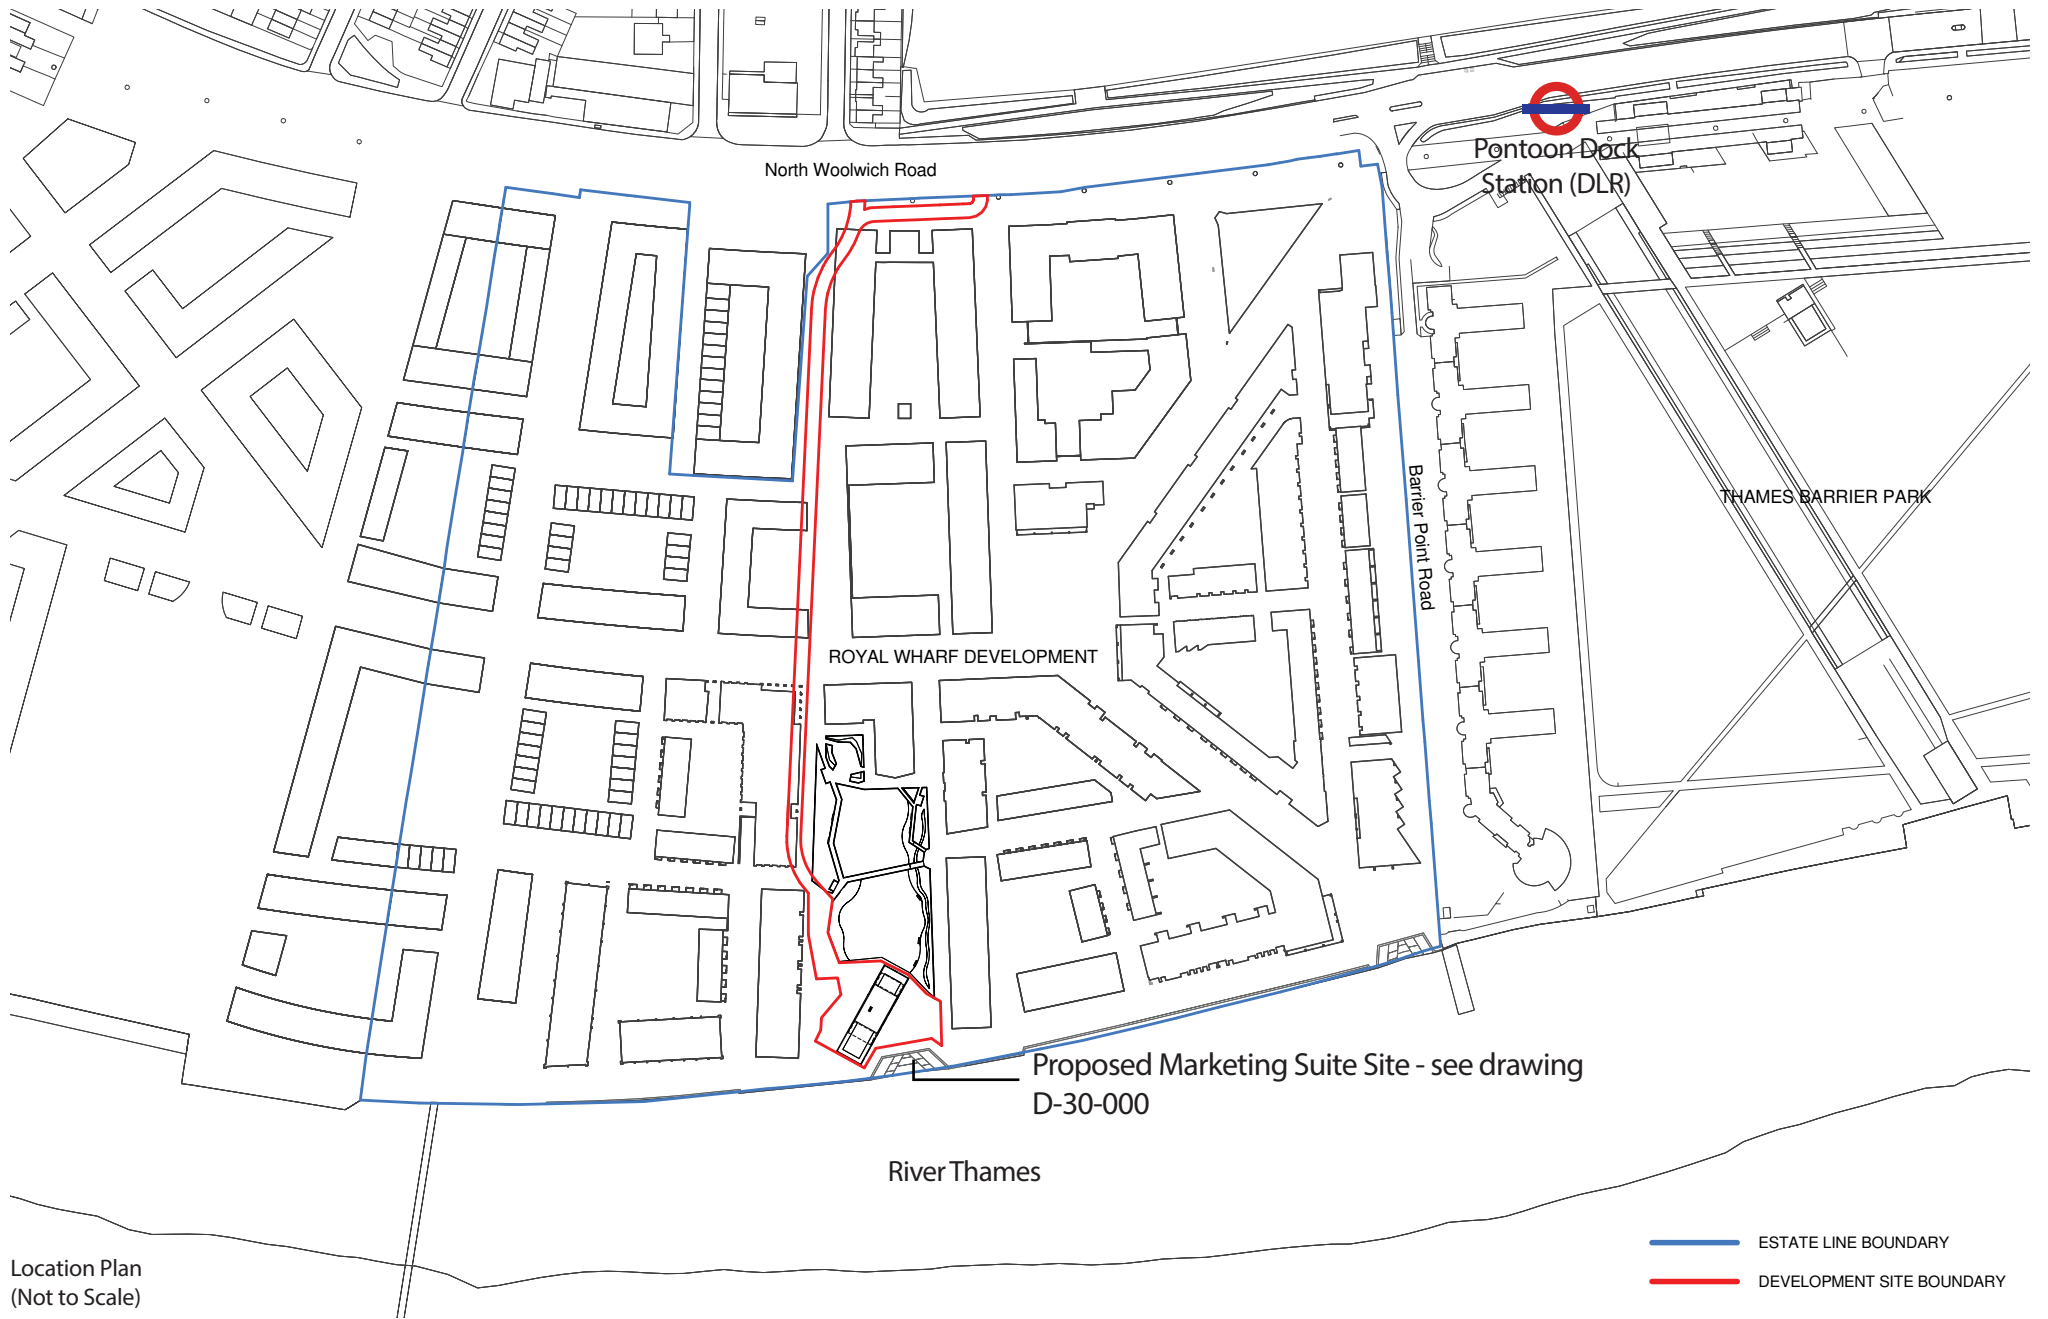 Pontoon Dock
Station (DLR)
North Woolwich Road
Barrier Point Road
THAMES BARRIER PARK
ROYAL WHARF DEVELOPMENT
Proposed Marketing Suite Site - see drawing
D-30-000
River Thames
Location Plan
(Not to Scale)
ESTATE LINE BOUNDARY
DEVELOPMENT SITE BOUNDARY